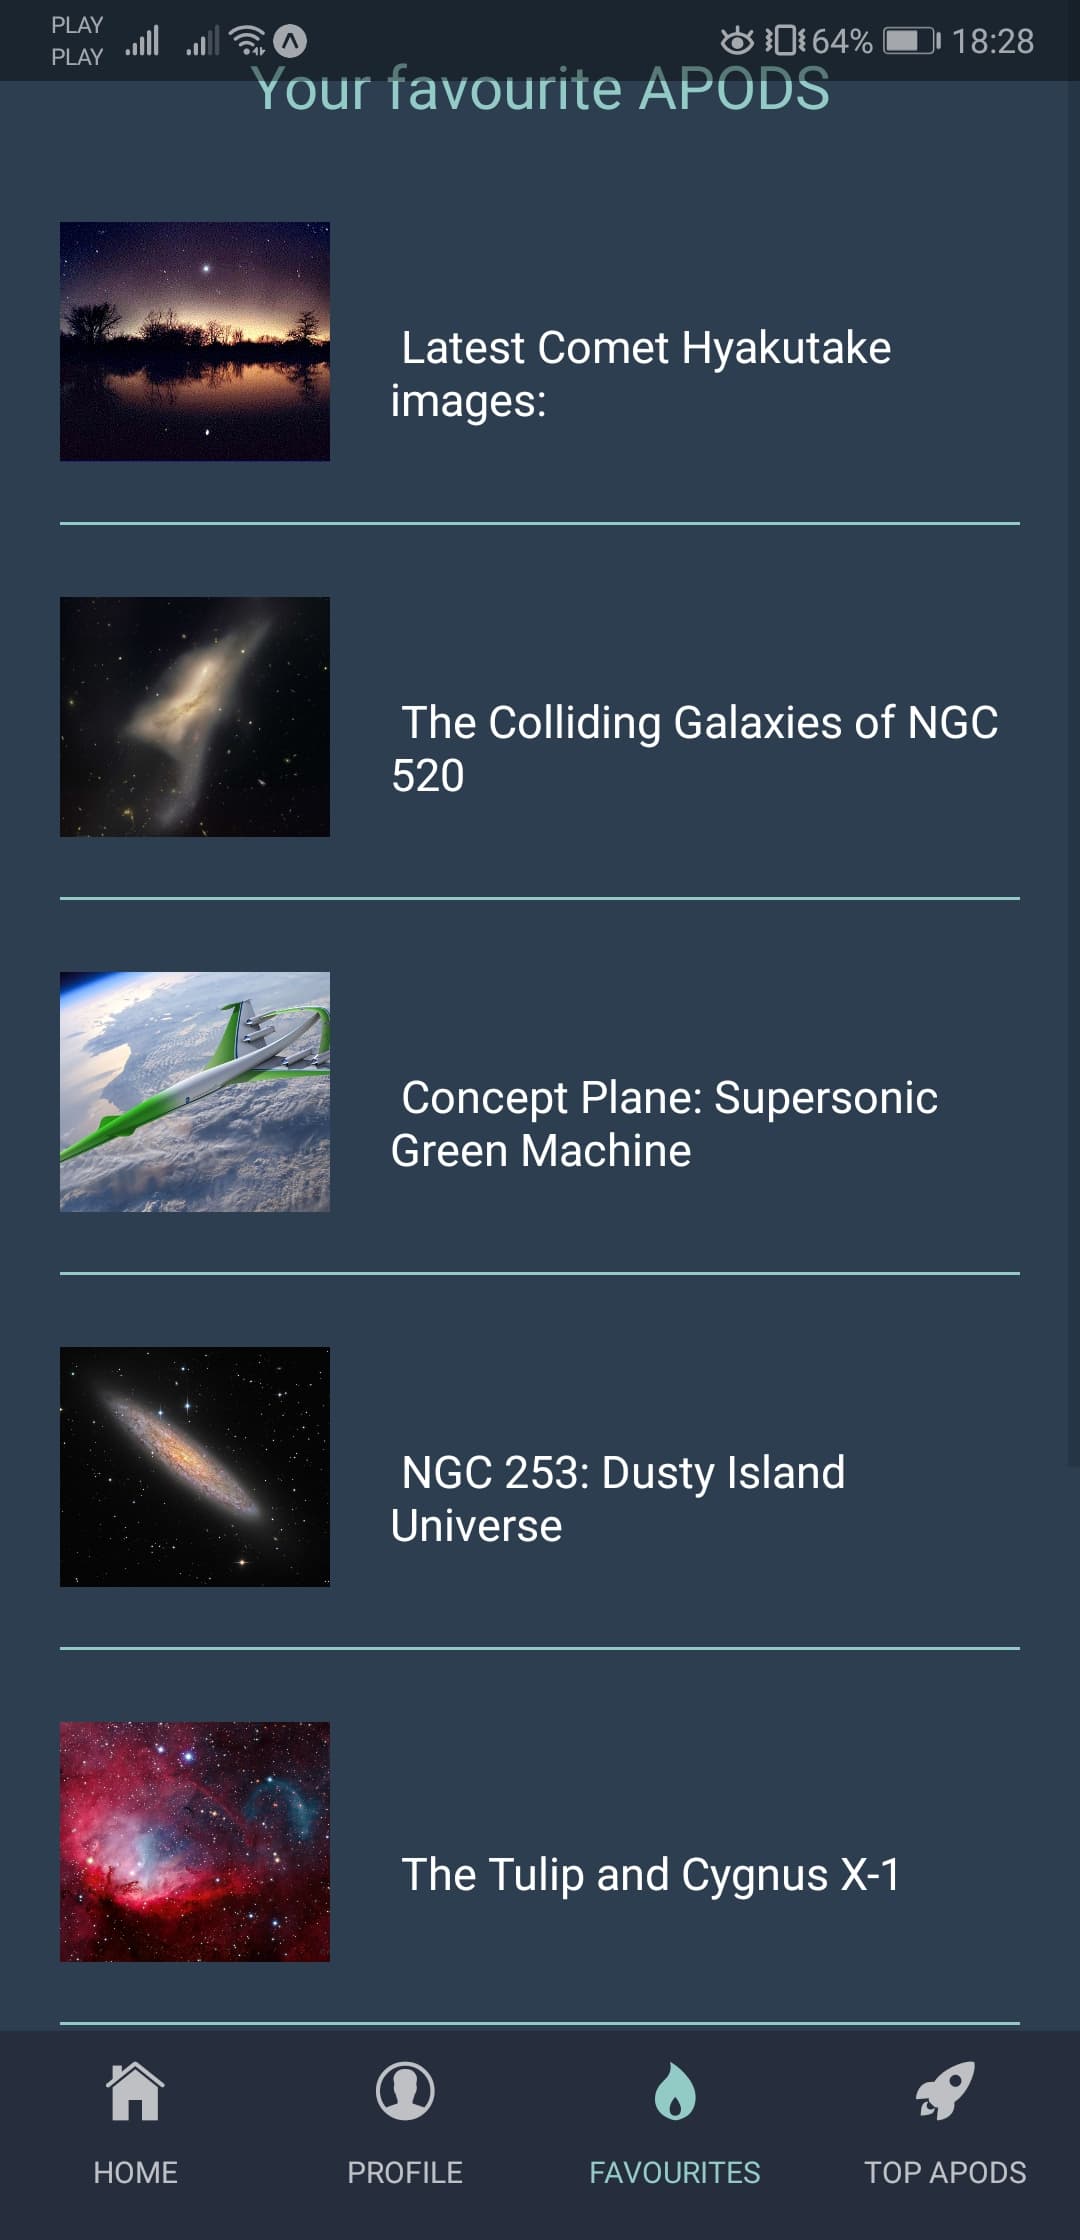 PLAY
PLAY
64% 18:28
Your favourite APODS
Latest Comet Hyakutake
images:
The Colliding Galaxies of NGC
520
Concept Plane: Supersonic
Green Machine
NGC 253: Dusty Island
Universe
The Tulip and Cygnus X-1
HOME PROFILE FAVOURITES TOP APODS